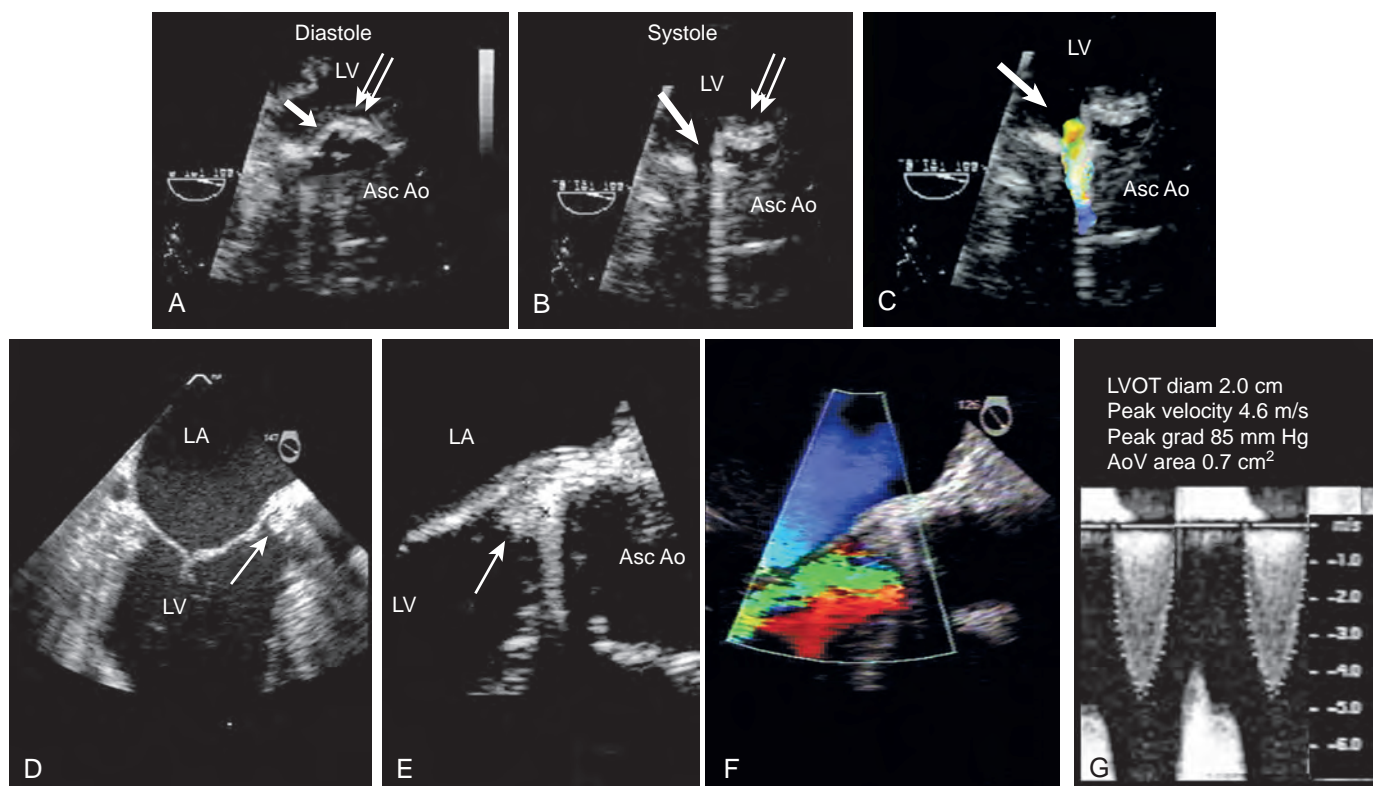 Diastole
LV
Asc Ao
A
Systole
LV
Asc Ao
B
LV
Asc Ao
C
LA
147
LV
D
LA
Asc Ao
LV
E
126
F
LVOT diam 2.0 cm
Peak velocity 4.6 m/s
Peak grad 85 mm Hg
AoV area 0.7 cm²
m/s
-1.0
-2.0
-3.0
-4.0
-5.0
-6.0
G